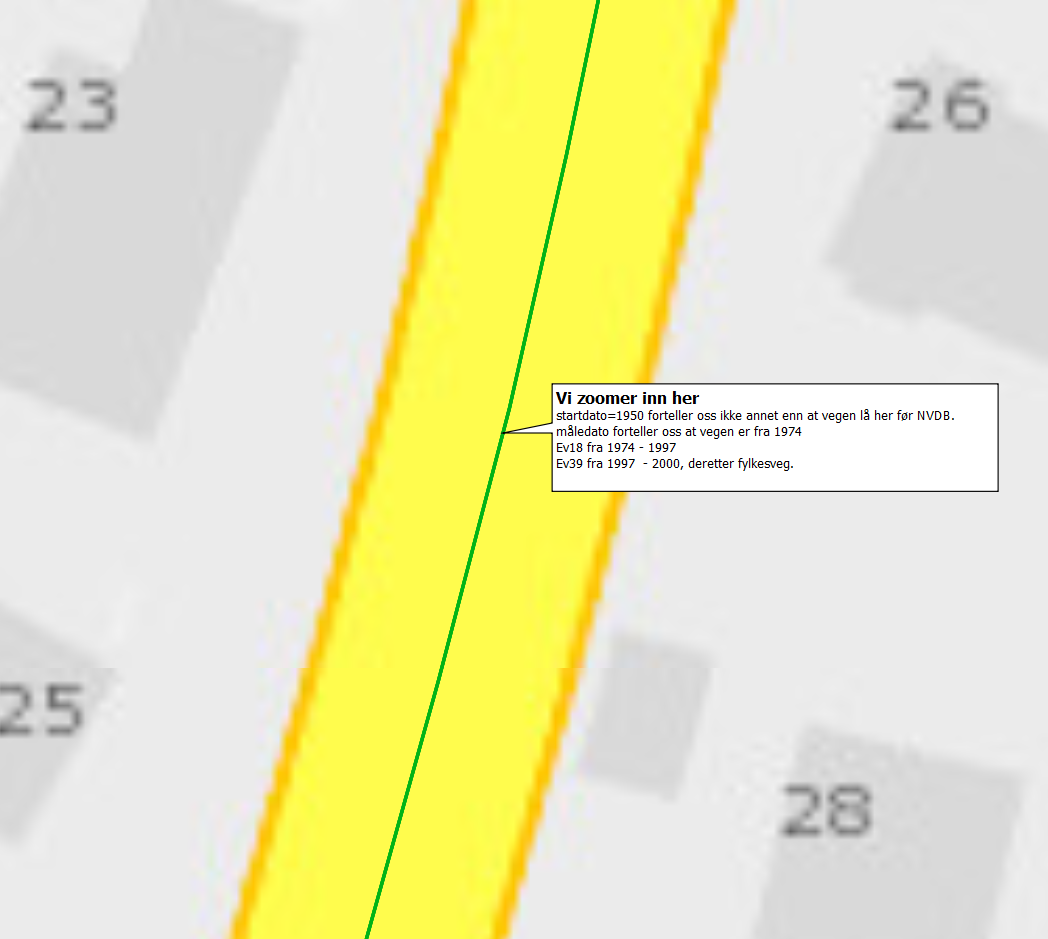 23
26
Vi zoomer inn her
startdato=1950 forteller oss ikke annet enn at vegen lå her før NVDB.
måledato forteller oss at vegen er fra 1974
Ev18 fra 1974 - 1997
Ev39 fra 1997  - 2000, deretter fylkesveg.
25
28